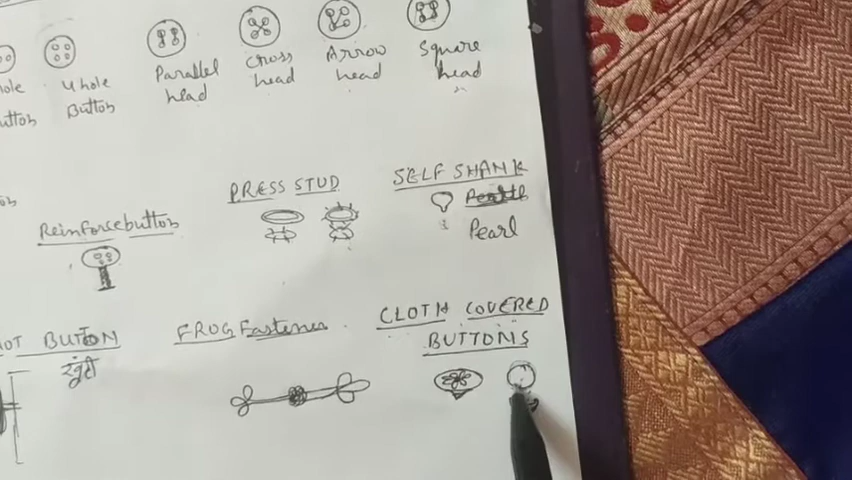 hole
4 hole
Parallel
Cross
Arrow
Square
button
Button
head
head
head
head
Reinforsebutton
PRESS STUD
SELF SHANK
Pearl
BUTTON
खूंटी
FROG Fastener
CLOTH COVERED
BUTTONS